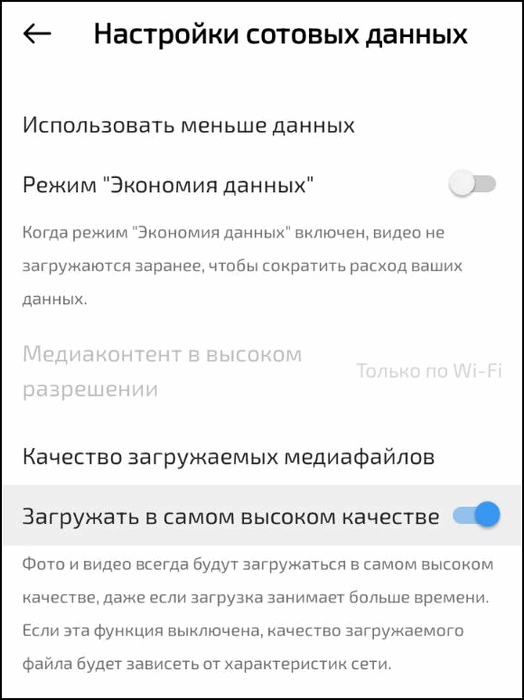 Настройки сотовых данных
Использовать меньше данных
Режим "Экономия данных"
Когда режим "Экономия данных" включен, видео не
загружаются заранее, чтобы сократить расход ваших
данных.
Медиаконтент в высоком
разрешении
Только по Wi-Fi
Качество загружаемых медиафайлов
Загружать в самом высоком качестве
Фото и видео всегда будут загружаться в самом высоком
качестве, даже если загрузка занимает больше времени.
Если эта функция выключена, качество загружаемого
файла будет зависеть от характеристик сети.